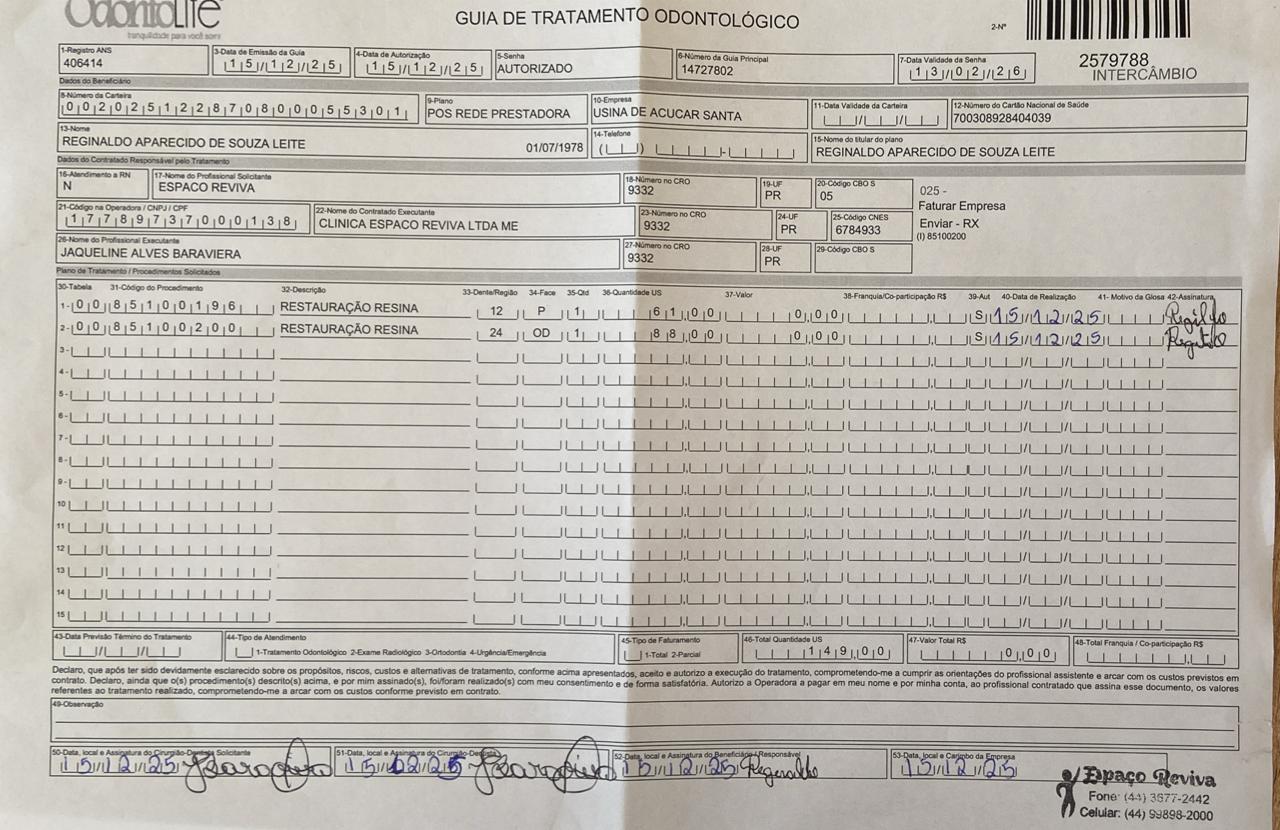 OdontoLife
tranquilidade para você sorrir
GUIA DE TRATAMENTO ODONTOLÓGICO
2-Nº
2579788
INTERCÂMBIO
1-Registro ANS
406414
3-Data de Emissão da Guia
15/12/25
4-Data de Autorização
15/12/25
5-Senha
AUTORIZADO
6-Número da Guia Principal
14727802
7-Data Validade da Senha
13/02/26
Dados do Beneficiário
8-Número da Carteira
002025122870800055301
9-Plano
POS REDE PRESTADORA
10-Empresa
USINA DE ACUCAR SANTA
11-Data Validade da Carteira
12-Número do Cartão Nacional de Saúde
700308928404039
13-Nome
REGINALDO APARECIDO DE SOUZA LEITE 01/07/1978
14-Telefone
15-Nome do titular do plano
REGINALDO APARECIDO DE SOUZA LEITE
Dados do Contratado Responsável pelo Tratamento
16-Atendimento a RN
N
17-Nome do Profissional Solicitante
ESPACO REVIVA
18-Número no CRO
9332
19-UF
PR
20-Código CBO S
05
025 -
Faturar Empresa
Enviar - RX
(I) 85100200
21-Código na Operadora / CNPJ / CPF
17789737000138
22-Nome do Contratado Executante
CLINICA ESPACO REVIVA LTDA ME
23-Número no CRO
9332
24-UF
PR
25-Código CNES
6784933
26-Nome do Profissional Executante
JAQUELINE ALVES BARAVIERA
27-Número no CRO
9332
28-UF
PR
29-Código CBO S
Plano de Tratamento / Procedimentos Solicitados
30-Tabela 31-Código do Procedimento 32-Descrição 33-Dente/Região 34-Face 35-Qtd 36-Quantidade US 37-Valor 38-Franquia/Co-participação R$ 39-Aut 40-Data de Realização 41- Motivo da Glosa 42-Assinatura
1- 00 85100196 RESTAURAÇÃO RESINA 12 P 1 61,00 0,00 S 15/12/25
2- 00 85100200 RESTAURAÇÃO RESINA 24 OD 1 88,00 0,00 S 15/12/25
3-
4-
5-
6-
7-
8-
9-
10
11
12
13
14
15
43-Data Previsão Término do Tratamento
44-Tipo de Atendimento
1-Tratamento Odontológico 2-Exame Radiológico 3-Ortodontia 4-Urgência/Emergência
45-Tipo de Faturamento
1-Total 2-Parcial
46-Total Quantidade US
149,00
47-Valor Total R$
0,00
48-Total Franquia / Co-participação R$
Declaro, que após ter sido devidamente esclarecido sobre os propósitos, riscos, custos e alternativas de tratamento, conforme acima apresentados, aceito e autorizo a execução do tratamento, comprometendo-me a cumprir as orientações do profissional assistente e arcar com os custos previstos em
contrato. Declaro, ainda que o(s) procedimento(s) descrito(s) acima, e por mim assinado(s), foi/foram realizado(s) com meu consentimento e de forma satisfatória. Autorizo a Operadora a pagar em meu nome e por minha conta, ao profissional contratado que assina esse documento, os valores
referentes ao tratamento realizado, comprometendo-me a arcar com os custos conforme previsto em contrato.
49-Observação
50-Data, local e Assinatura do Cirurgião-Dentista Solicitante
15/12/25
51-Data, local e Assinatura do Cirurgião-Dentista
15/12/25
52-Data, local e Assinatura do Beneficiário / Responsável
15/12/25
53-Data, local e Carimbo da Empresa
15/12/25
Espaço Reviva
Fone: (44) 3677-2442
Celular: (44) 99898-2000